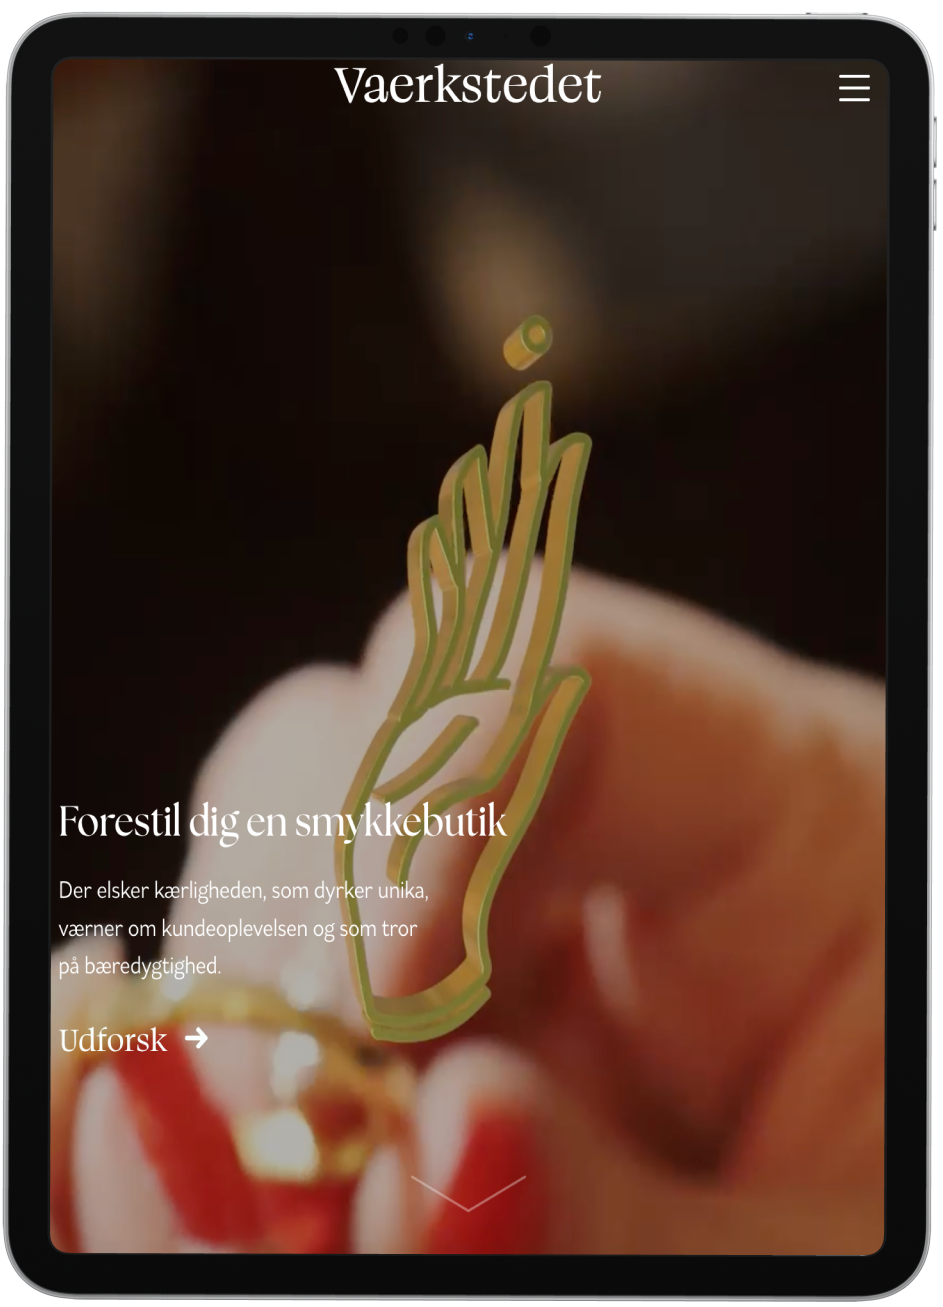 Vaerkstedet
Forestil dig en smykkebutik
Der elsker kærligheden, som dyrker unika,
værner om kundeoplevelsen og som tror
på bæredygtighed.
Udforsk